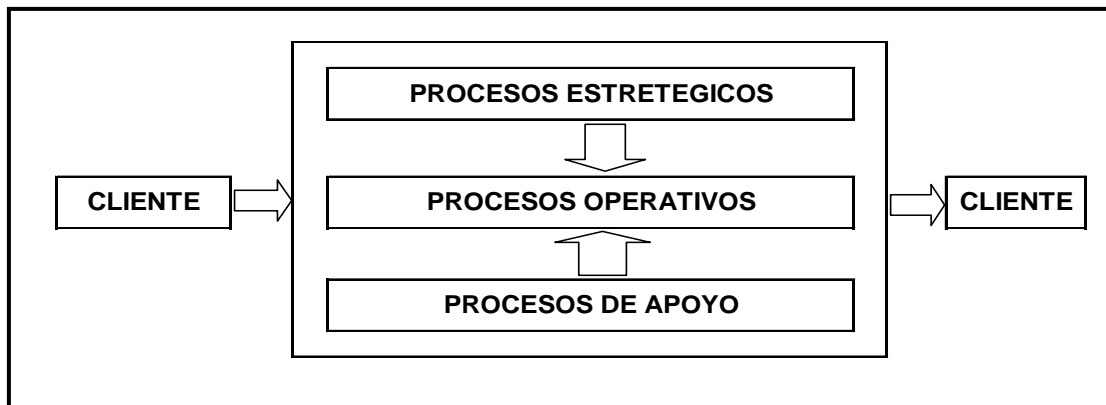 PROCESOS ESTRETEGICOS
CLIENTE
PROCESOS OPERATIVOS
CLIENTE
PROCESOS DE APOYO